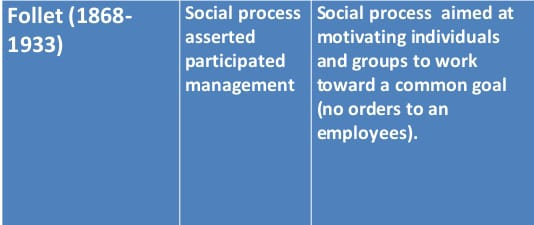 Follet (1868-
1933)
Social process
asserted
participated
management
Social process  aimed at
motivating individuals
and groups to work
toward a common goal
(no orders to an
employees).